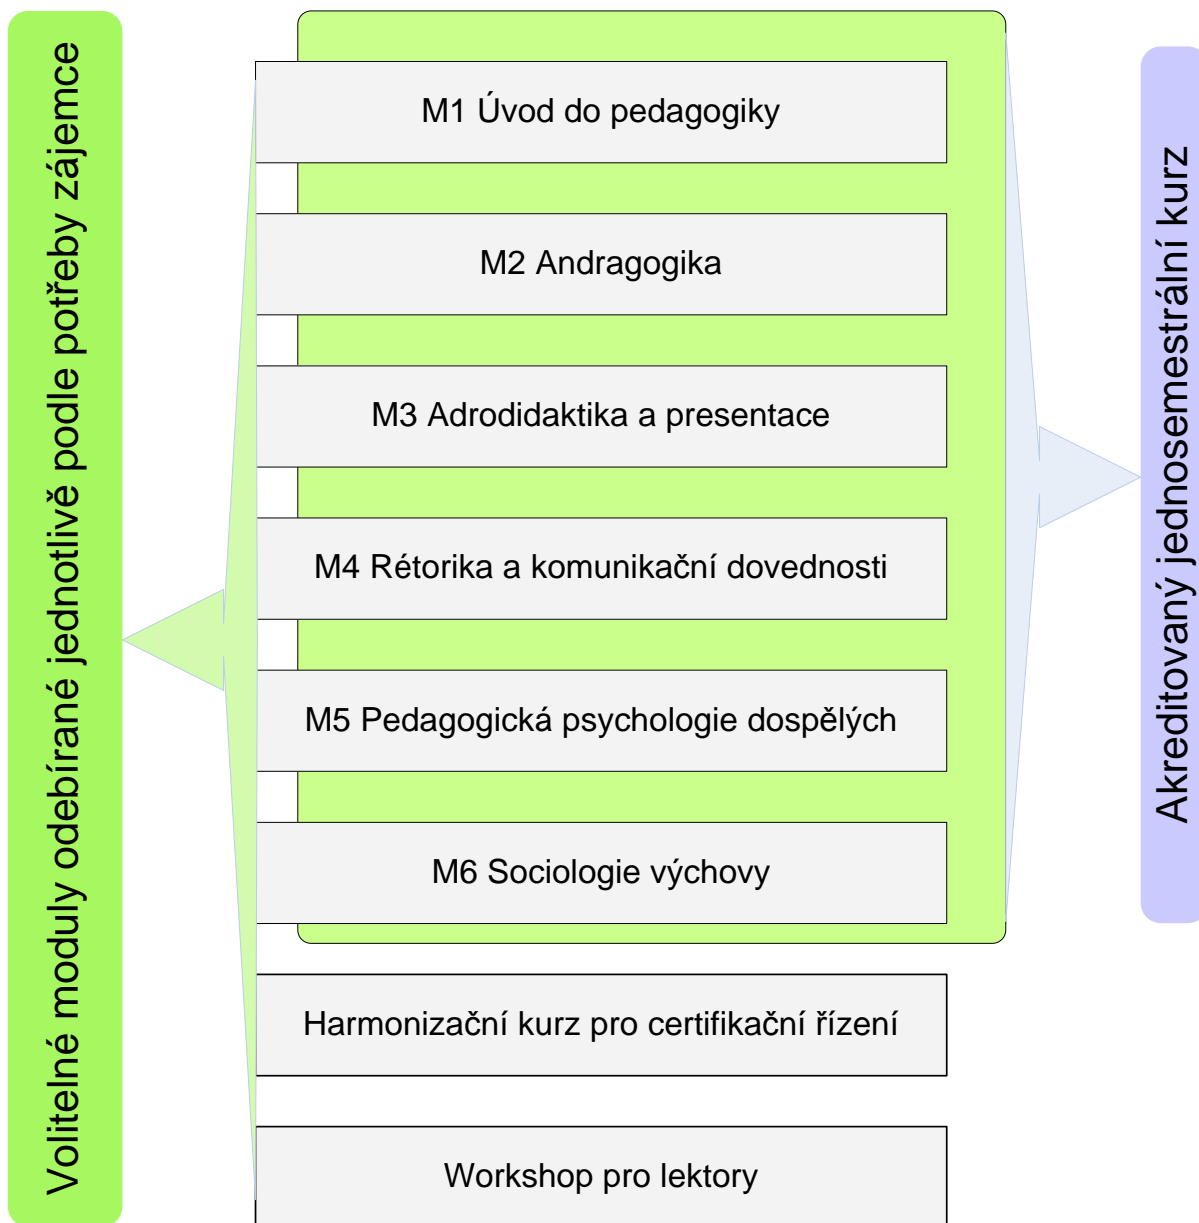 Volitelné moduly odebírané jednotlivě podle potřeby zájemce
M1 Úvod do pedagogiky
M2 Andragogika
M3 Adrodidaktika a presentace
M4 Rétorika a komunikační dovednosti
M5 Pedagogická psychologie dospělých
M6 Sociologie výchovy
Harmonizační kurz pro certifikační řízení
Workshop pro lektory
Akreditovaný jednosemestrální kurz